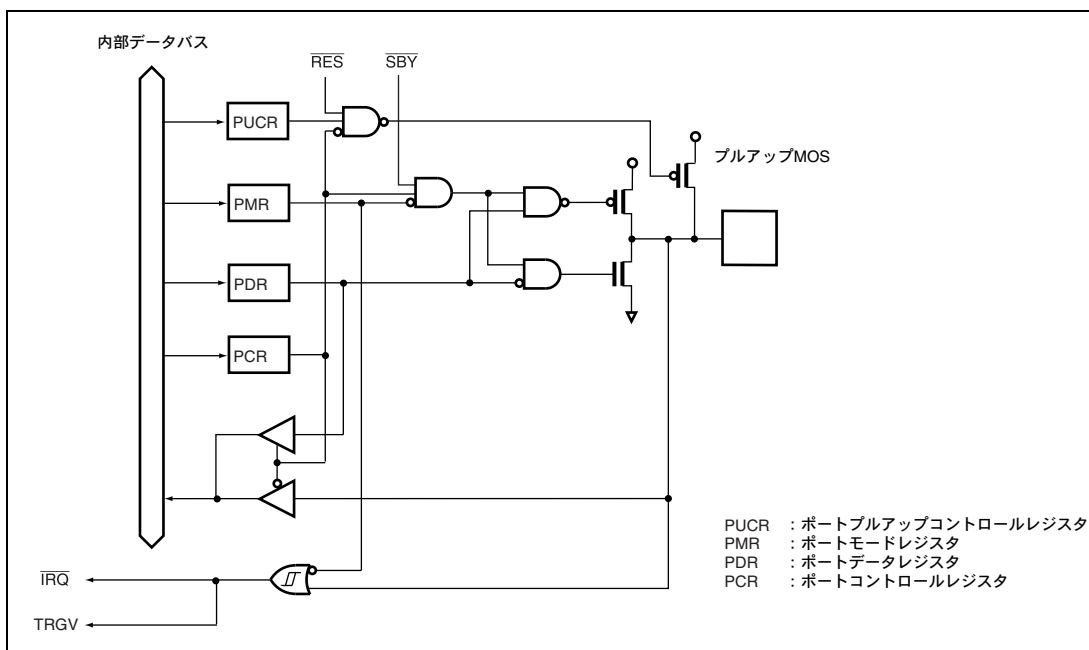 内部データバス
RES
SBY
PUCR
プルアップMOS
PMR
PDR
PCR
PUCR :ポートプルアップコントロールレジスタ
PMR :ポートモードレジスタ
PDR :ポートデータレジスタ
PCR :ポートコントロールレジスタ
IRQ
TRGV